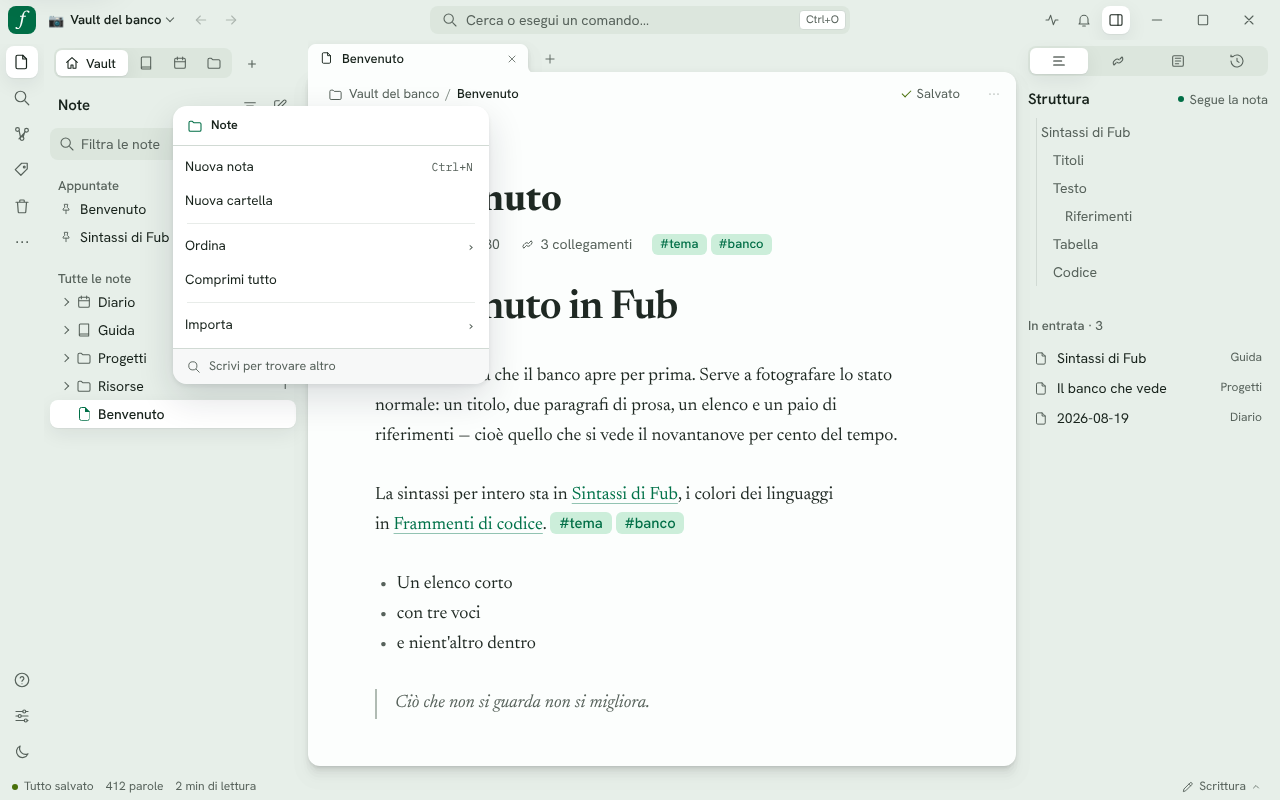 f Vault del banco
Cerca o esegui un comando... Ctrl+O
Vault
Benvenuto
Note
Filtra le note
Appuntate
Benvenuto
Sintassi di Fub
Tutte le note
Diario
Guida
Progetti
Risorse
Benvenuto
Note
Nuova nota Ctrl+N
Nuova cartella
Ordina
Comprimi tutto
Importa
Scrivi per trovare altro
Vault del banco / Benvenuto
Salvato
3 collegamenti #tema #banco
in Fub
che il banco apre per prima. Serve a fotografare lo stato
normale: un titolo, due paragrafi di prosa, un elenco e un paio di
riferimenti — cioè quello che si vede il novantanove per cento del tempo.
La sintassi per intero sta in Sintassi di Fub, i colori dei linguaggi
in Frammenti di codice. #tema #banco
• Un elenco corto
• con tre voci
• e nient'altro dentro
Ciò che non si guarda non si migliora.
Struttura Segue la nota
Sintassi di Fub
Titoli
Testo
Riferimenti
Tabella
Codice
In entrata · 3
Sintassi di Fub Guida
Il banco che vede Progetti
2026-08-19 Diario
Tutto salvato 412 parole 2 min di lettura
Scrittura